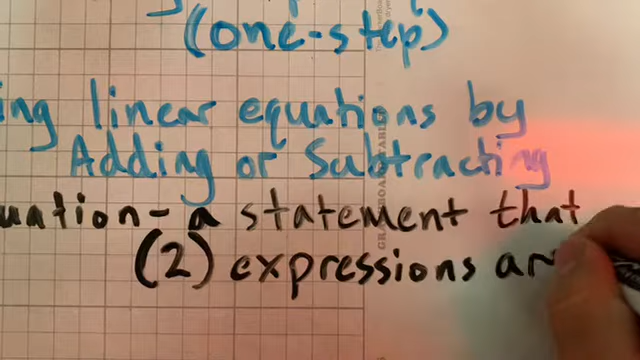 (one-step)
ing linear equations by
Adding or Subtracting
uation- a statement that
(2) expressions ar